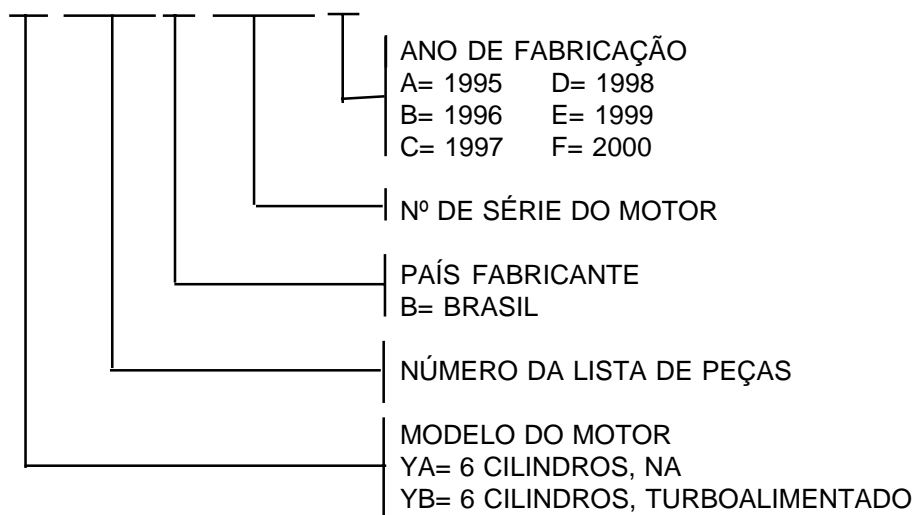 ANO DE FABRICAÇÃO
A= 1995 D= 1998
B= 1996 E= 1999
C= 1997 F= 2000
Nº DE SÉRIE DO MOTOR
PAÍS FABRICANTE
B= BRASIL
NÚMERO DA LISTA DE PEÇAS
MODELO DO MOTOR
YA= 6 CILINDROS, NA
YB= 6 CILINDROS, TURBOALIMENTADO